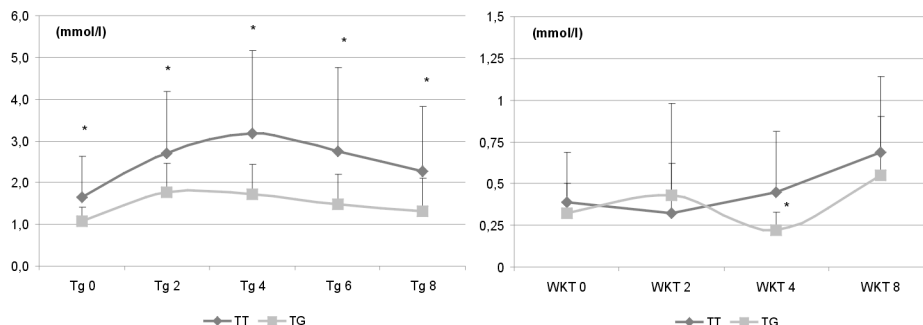 6,0
(mmol/l)
5,0
4,0
3,0
2,0
1,0
0,0
* * * * *
Tg 0 Tg 2 Tg 4 Tg 6 Tg 8
TT TG
1,5
(mmol/l)
1,25
1
0,75
0,5
0,25
0
*
WKT 0 WKT 2 WKT 4 WKT 8
TT TG